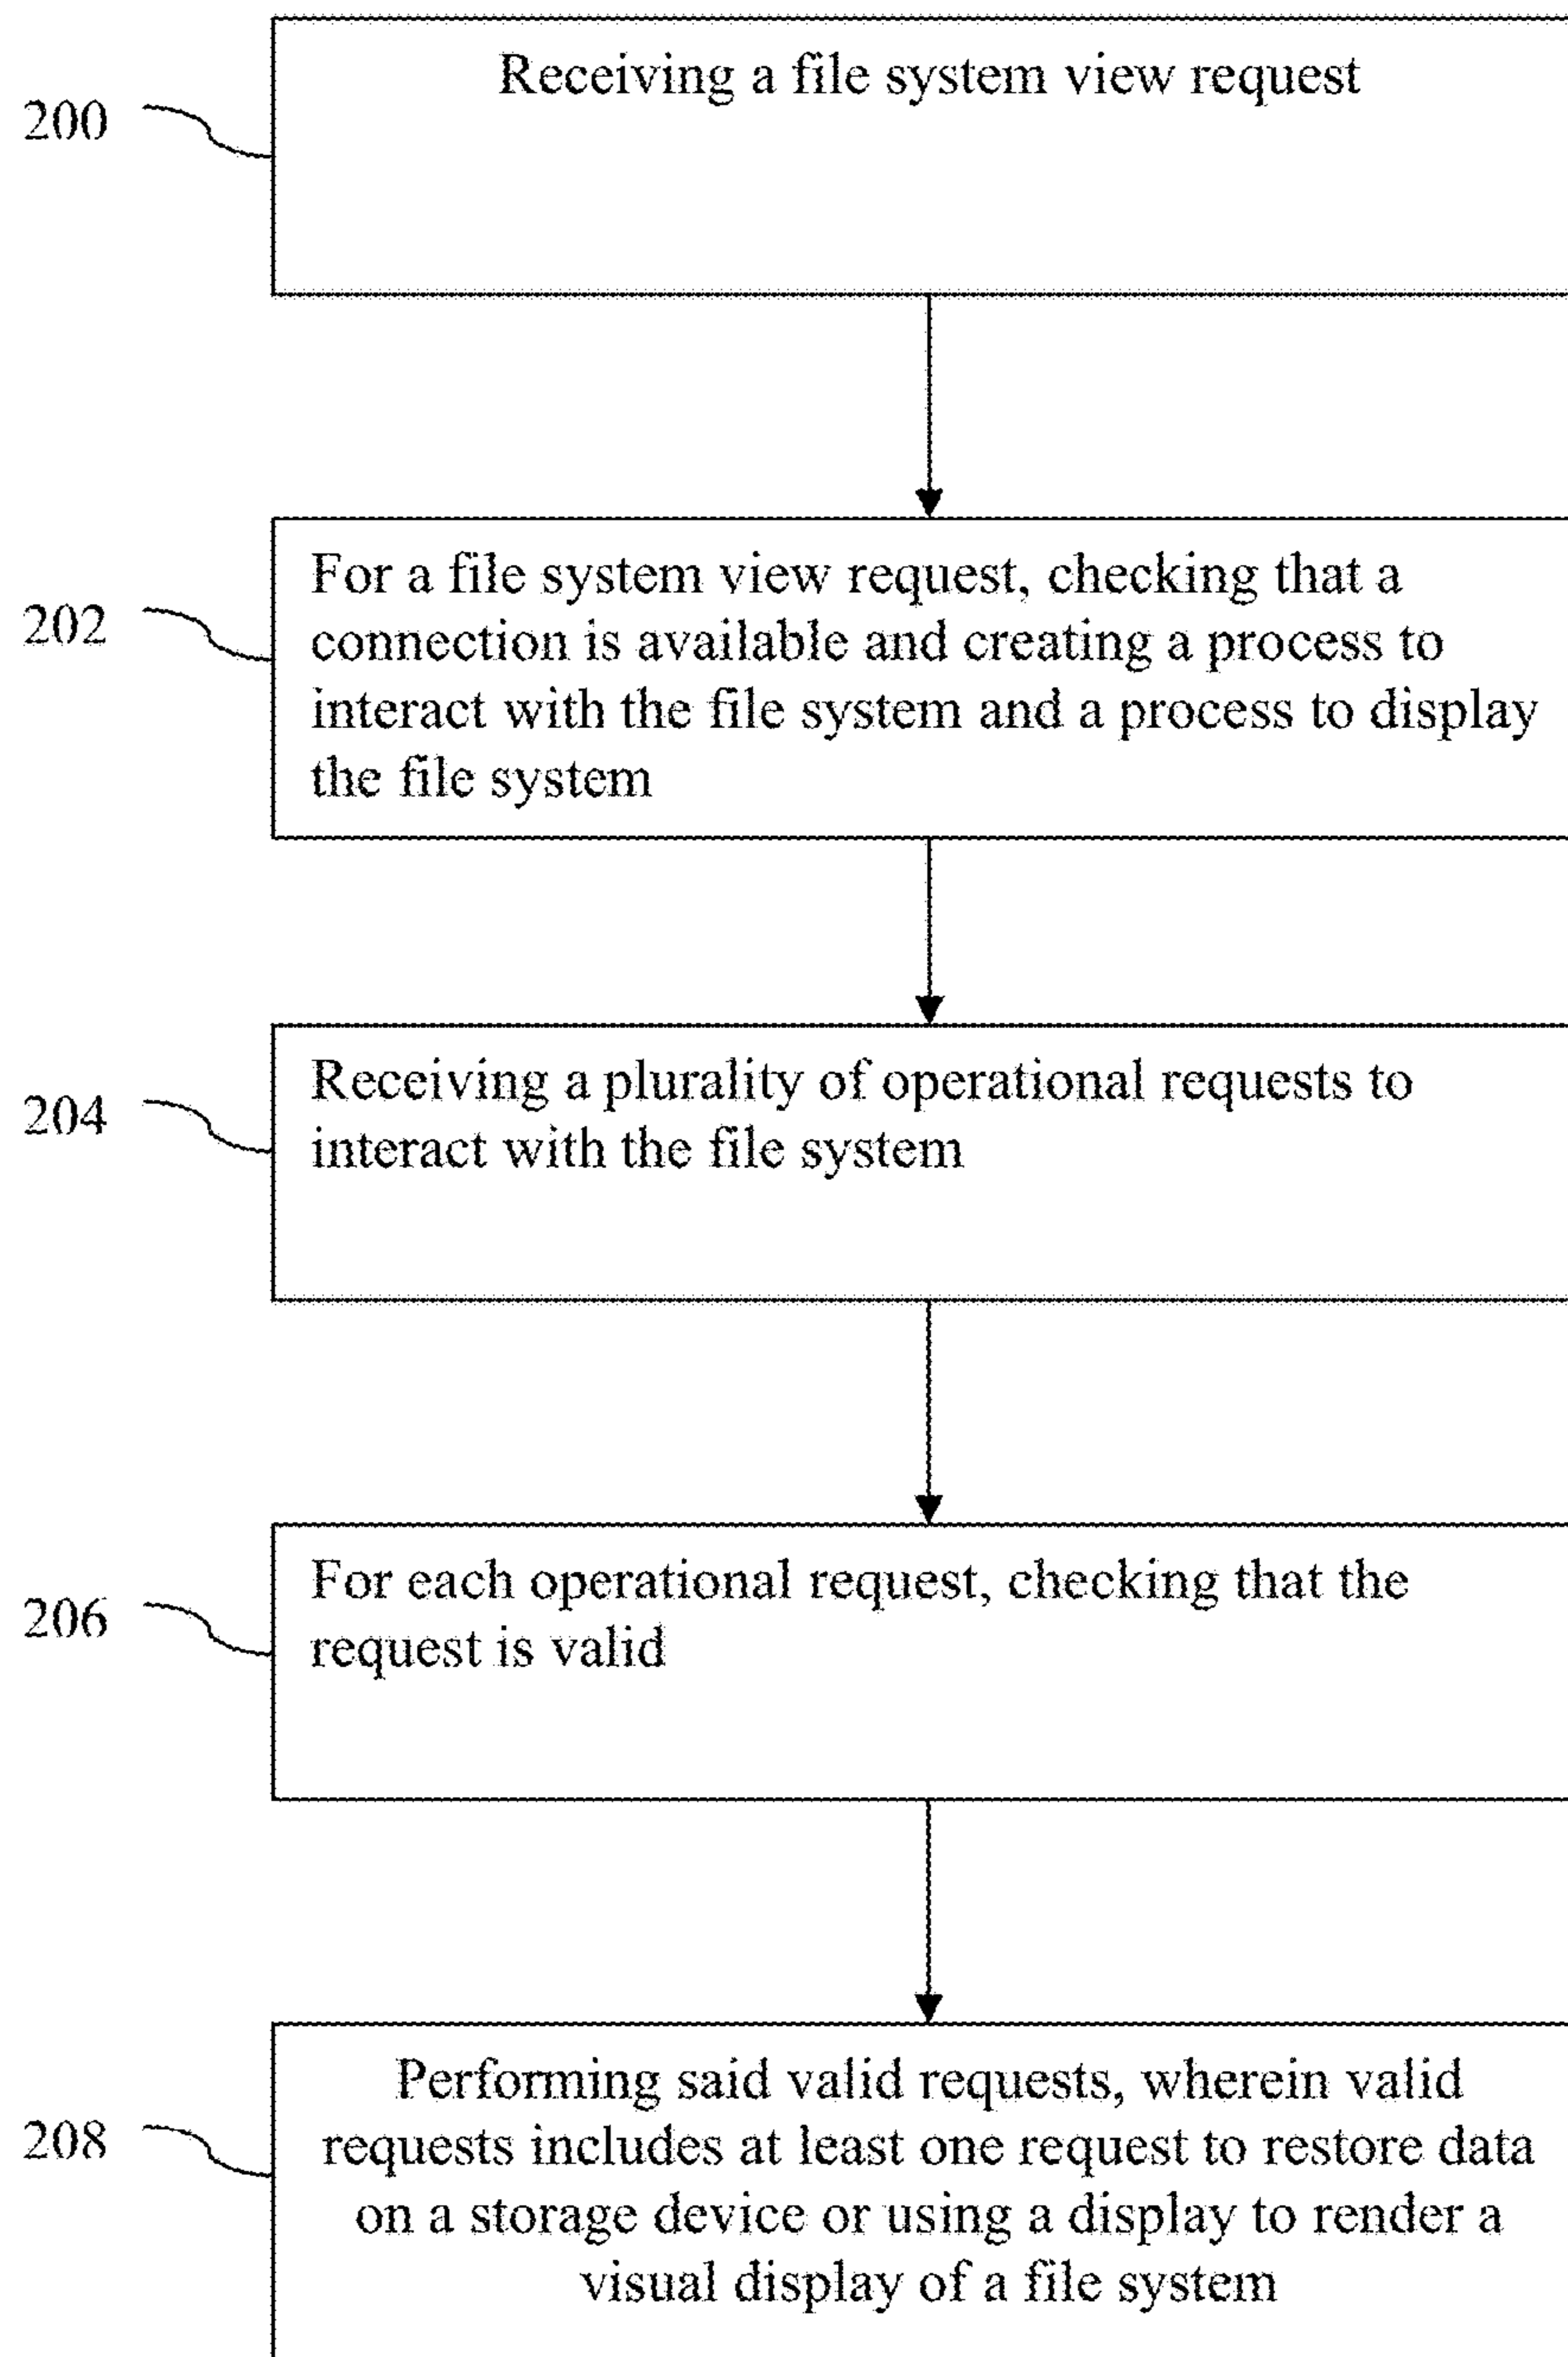 Receiving a file system view request
200
For a file system view request, checking that a
connection is available and creating a process to
interact with the file system and a process to display
the file system
202
Receiving a plurality of operational requests to
interact with the file system
204
For each operational request, checking that the
request is valid
206
Performing said valid requests, wherein valid
requests includes at least one request to restore data
on a storage device or using a display to render a
visual display of a file system
208